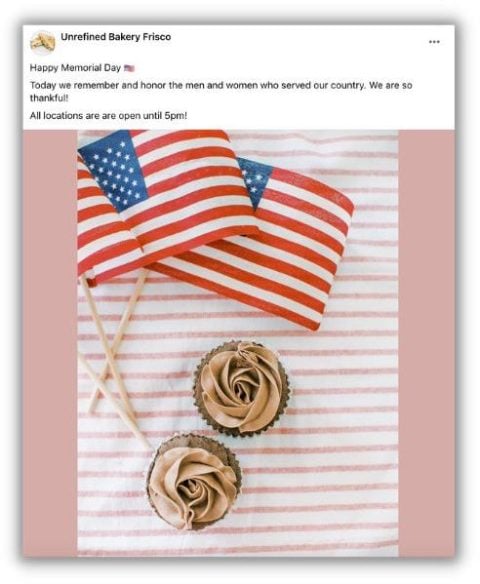 Unrefined Bakery Frisco
Happy Memorial Day 🇺🇸
Today we remember and honor the men and women who served our country. We are so
thankful!
All locations are are open until 5pm!